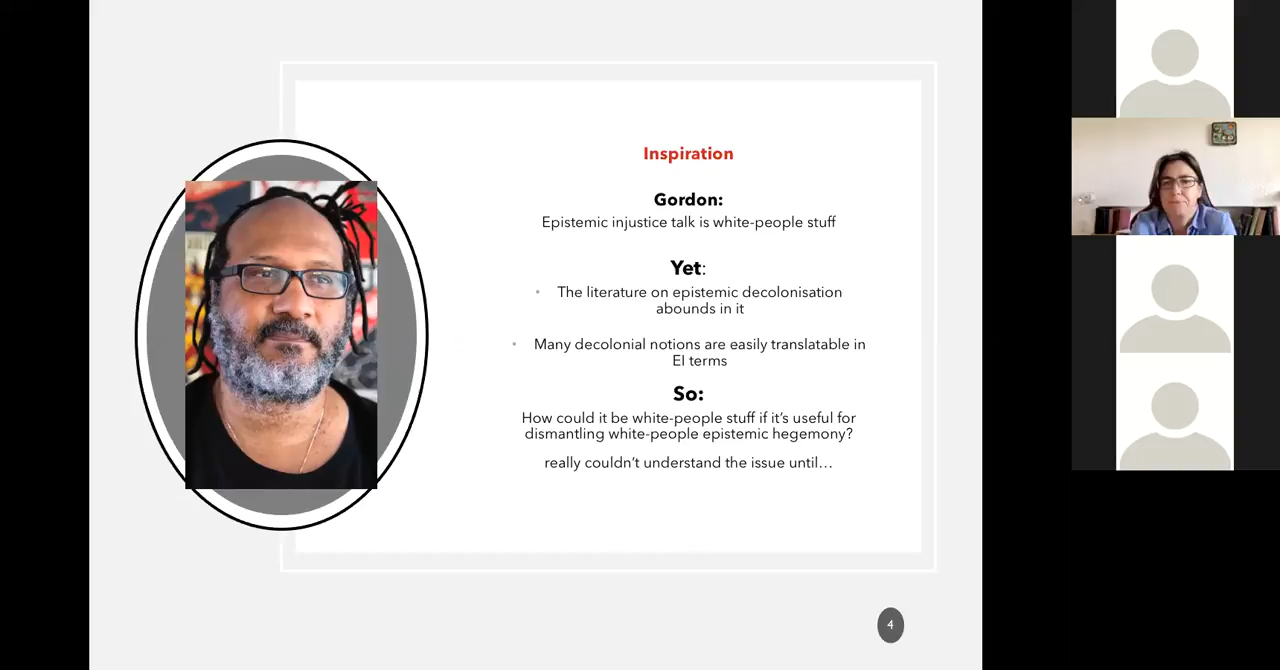 Inspiration
Gordon:
Epistemic injustice talk is white-people stuff
Yet:
• The literature on epistemic decolonisation
abounds in it
• Many decolonial notions are easily translatable in
EI terms
So:
How could it be white-people stuff if it's useful for
dismantling white-people epistemic hegemony?
really couldn't understand the issue until…
4